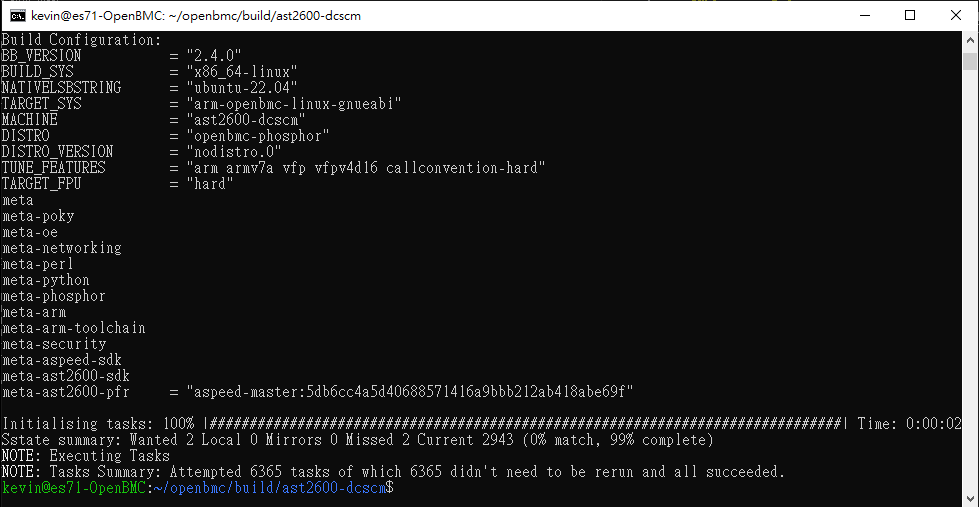 kevin@es71-OpenBMC: ~/openbmc/build/ast2600-dcscm
Build Configuration:
BB_VERSION           = "2.4.0"
BUILD_SYS            = "x86_64-linux"
NATIVELSBSTRING      = "ubuntu-22.04"
TARGET_SYS           = "arm-openbmc-linux-gnueabi"
MACHINE              = "ast2600-dcscm"
DISTRO               = "openbmc-phosphor"
DISTRO_VERSION       = "nodistro.0"
TUNE_FEATURES        = "arm armv7a vfp vfpv4d16 callconvention-hard"
TARGET_FPU           = "hard"
meta
meta-poky
meta-oe
meta-networking
meta-perl
meta-python
meta-phosphor
meta-arm
meta-arm-toolchain
meta-security
meta-aspeed-sdk
meta-ast2600-sdk
meta-ast2600-pfr     = "aspeed-master:5db6cc4a5d40688571416a9bbb212ab418abe69f"
Initialising tasks: 100% |################################################################################| Time: 0:00:02
Sstate summary: Wanted 2 Local 0 Mirrors 0 Missed 2 Current 2943 (0% match, 99% complete)
NOTE: Executing Tasks
NOTE: Tasks Summary: Attempted 6365 tasks of which 6365 didn't need to be rerun and all succeeded.
kevin@es71-OpenBMC:~/openbmc/build/ast2600-dcscm$